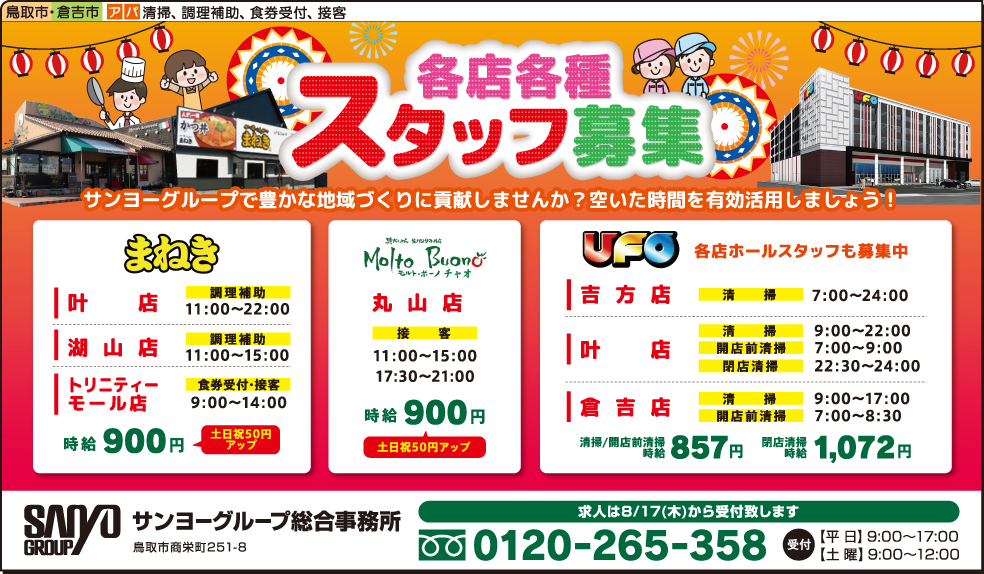 鳥取市・倉吉市 アパ 清掃、調理補助、食券受付、接客
各店各種
スタッフ募集
かつ丼
まねき
UFO
サンヨーグループで豊かな地域づくりに貢献しませんか？空いた時間を有効活用しましょう！
まねき
叶店
調理補助
11:00〜22:00
湖山店
調理補助
11:00〜15:00
トリニティー
モール店
食券受付・接客
9:00〜14:00
時給900円
土日祝50円
アップ
Molto Buono
モルト・ボーノ チャオ
丸山店
接客
11:00〜15:00
17:30〜21:00
時給900円
土日祝50円アップ
UFO 各店ホールスタッフも募集中
吉方店
清掃 7:00〜24:00
叶店
清掃 9:00〜22:00
開店前清掃 7:00〜9:00
閉店清掃 22:30〜24:00
倉吉店
清掃 9:00〜17:00
開店前清掃 7:00〜8:30
清掃/開店前清掃
時給 857円
閉店清掃
時給 1,072円
SANYO
GROUP
サンヨーグループ総合事務所
鳥取市商栄町251-8
求人は8/17(木)から受付致します
0120-265-358
受付
【平日】9:00〜17:00
【土曜】9:00〜12:00